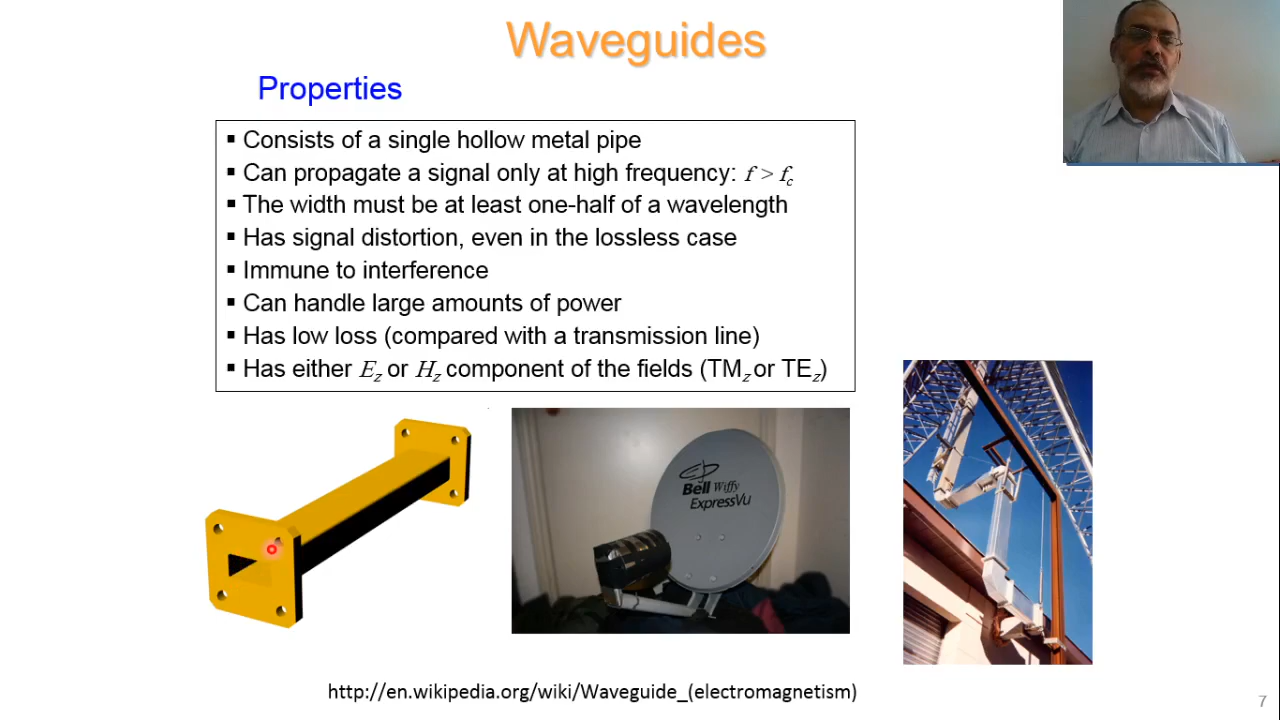 Waveguides
Properties
▪ Consists of a single hollow metal pipe
▪ Can propagate a signal only at high frequency: f > fc
▪ The width must be at least one-half of a wavelength
▪ Has signal distortion, even in the lossless case
▪ Immune to interference
▪ Can handle large amounts of power
▪ Has low loss (compared with a transmission line)
▪ Has either Ez or Hz component of the fields (TMz or TEz)
Bell Wiffy
ExpressVu
http://en.wikipedia.org/wiki/Waveguide_(electromagnetism)
7